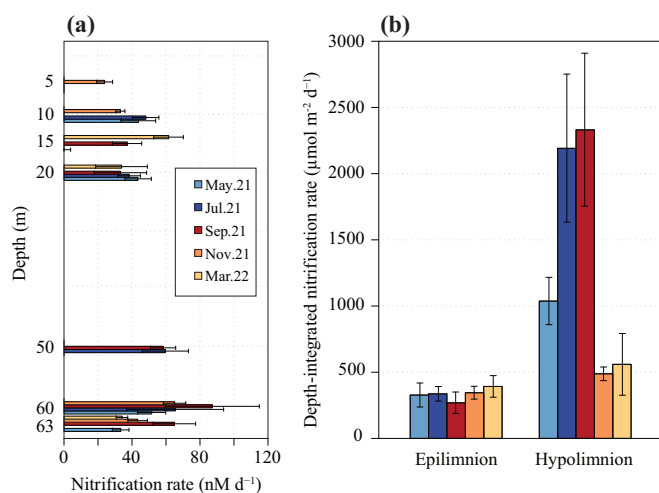 (a)
(b)
Depth (m)
5
10
15
20
50
60
63
0
40
80
120
Nitrification rate (nM d⁻¹)
May.21
Jul.21
Sep.21
Nov.21
Mar.22
Depth-integrated nitrification rate (µmol m⁻² d⁻¹)
3000
2500
2000
1500
1000
500
0
Epilimnion
Hypolimnion